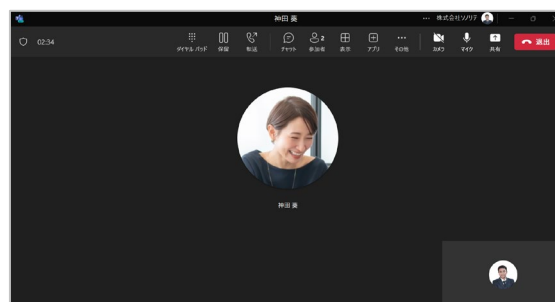 神田 葵
... 株式会社ソノリテ
02:34
ダイヤル パッド 保留 転送 チャット 参加者 2 表示 アプリ その他 カメラ マイク 共有 退出
神田 葵